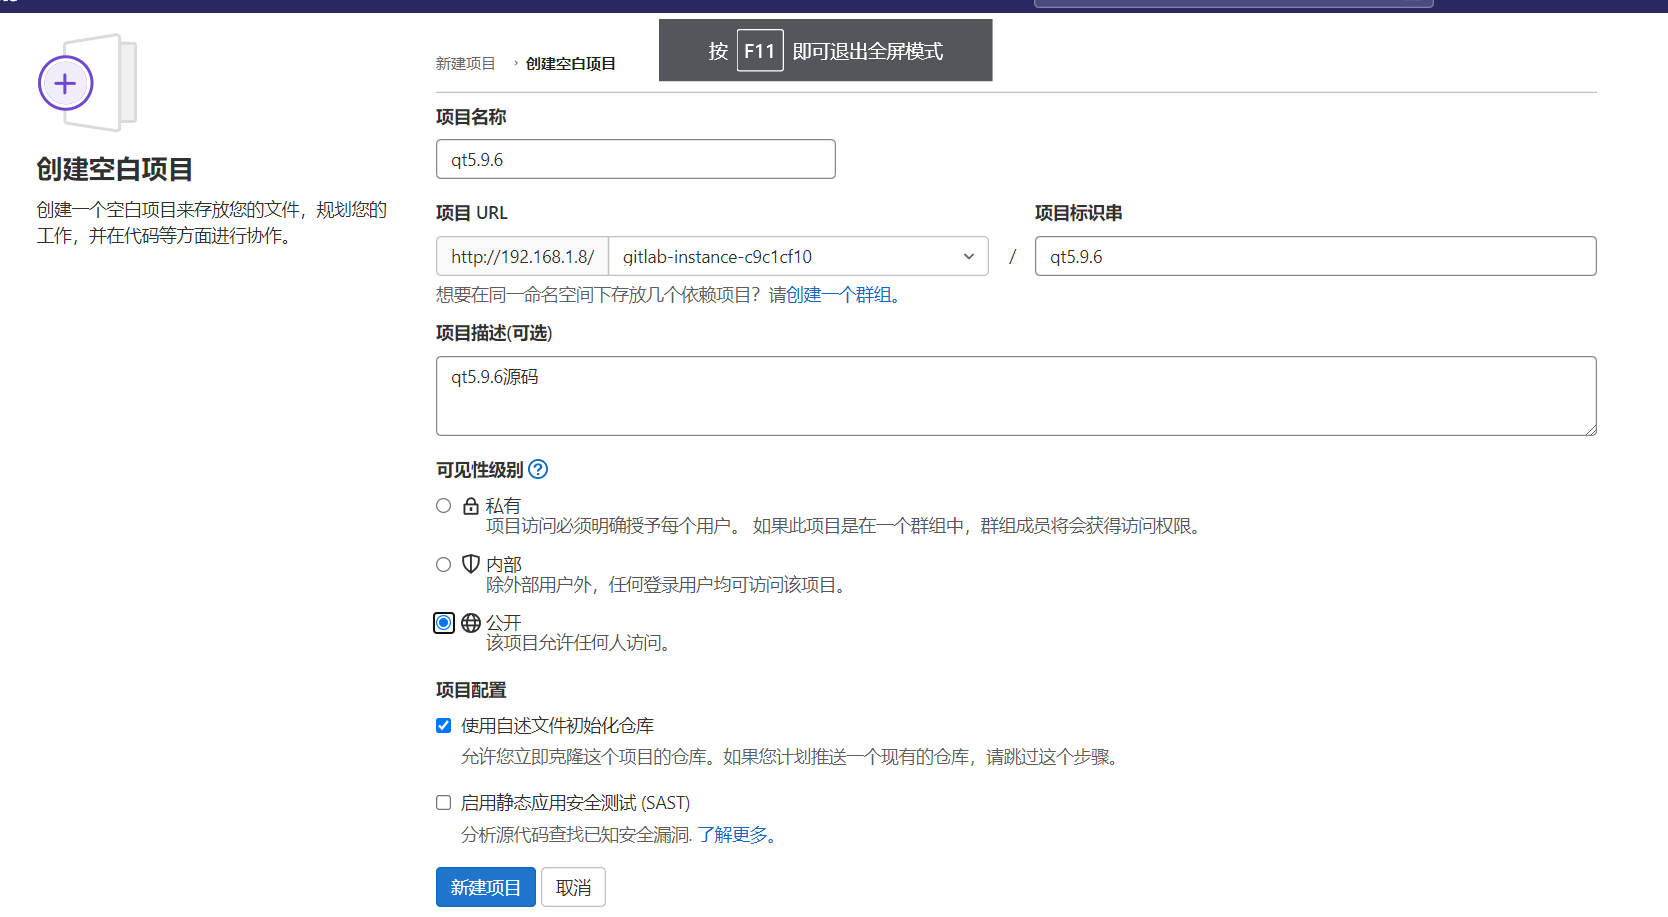 按 F11 即可退出全屏模式
新建项目 › 创建空白项目
创建空白项目
创建一个空白项目来存放您的文件，规划您的
工作，并在代码等方面进行协作。
项目名称
qt5.9.6
项目 URL
项目标识串
http://192.168.1.8/ gitlab-instance-c9c1cf10 / qt5.9.6
想要在同一命名空间下存放几个依赖项目？请创建一个群组。
项目描述(可选)
qt5.9.6源码
可见性级别
私有
项目访问必须明确授予每个用户。 如果此项目是在一个群组中，群组成员将会获得访问权限。
内部
除外部用户外，任何登录用户均可访问该项目。
公开
该项目允许任何人访问。
项目配置
使用自述文件初始化仓库
允许您立即克隆这个项目的仓库。如果您计划推送一个现有的仓库，请跳过这个步骤。
启用静态应用安全测试 (SAST)
分析源代码查找已知安全漏洞. 了解更多。
新建项目 取消